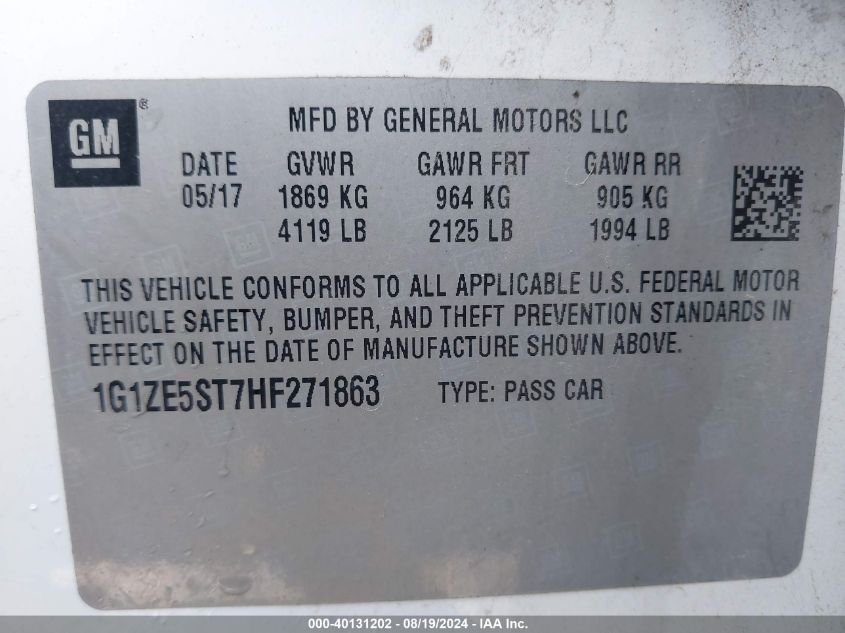 GM ®
MFD BY GENERAL MOTORS LLC
DATE GVWR GAWR FRT GAWR RR
05/17 1869 KG 964 KG 905 KG
4119 LB 2125 LB 1994 LB
THIS VEHICLE CONFORMS TO ALL APPLICABLE U.S. FEDERAL MOTOR
VEHICLE SAFETY, BUMPER, AND THEFT PREVENTION STANDARDS IN
EFFECT ON THE DATE OF MANUFACTURE SHOWN ABOVE.
1G1ZE5ST7HF271863 TYPE: PASS CAR
000-40131202 - 08/19/2024 - IAA Inc.